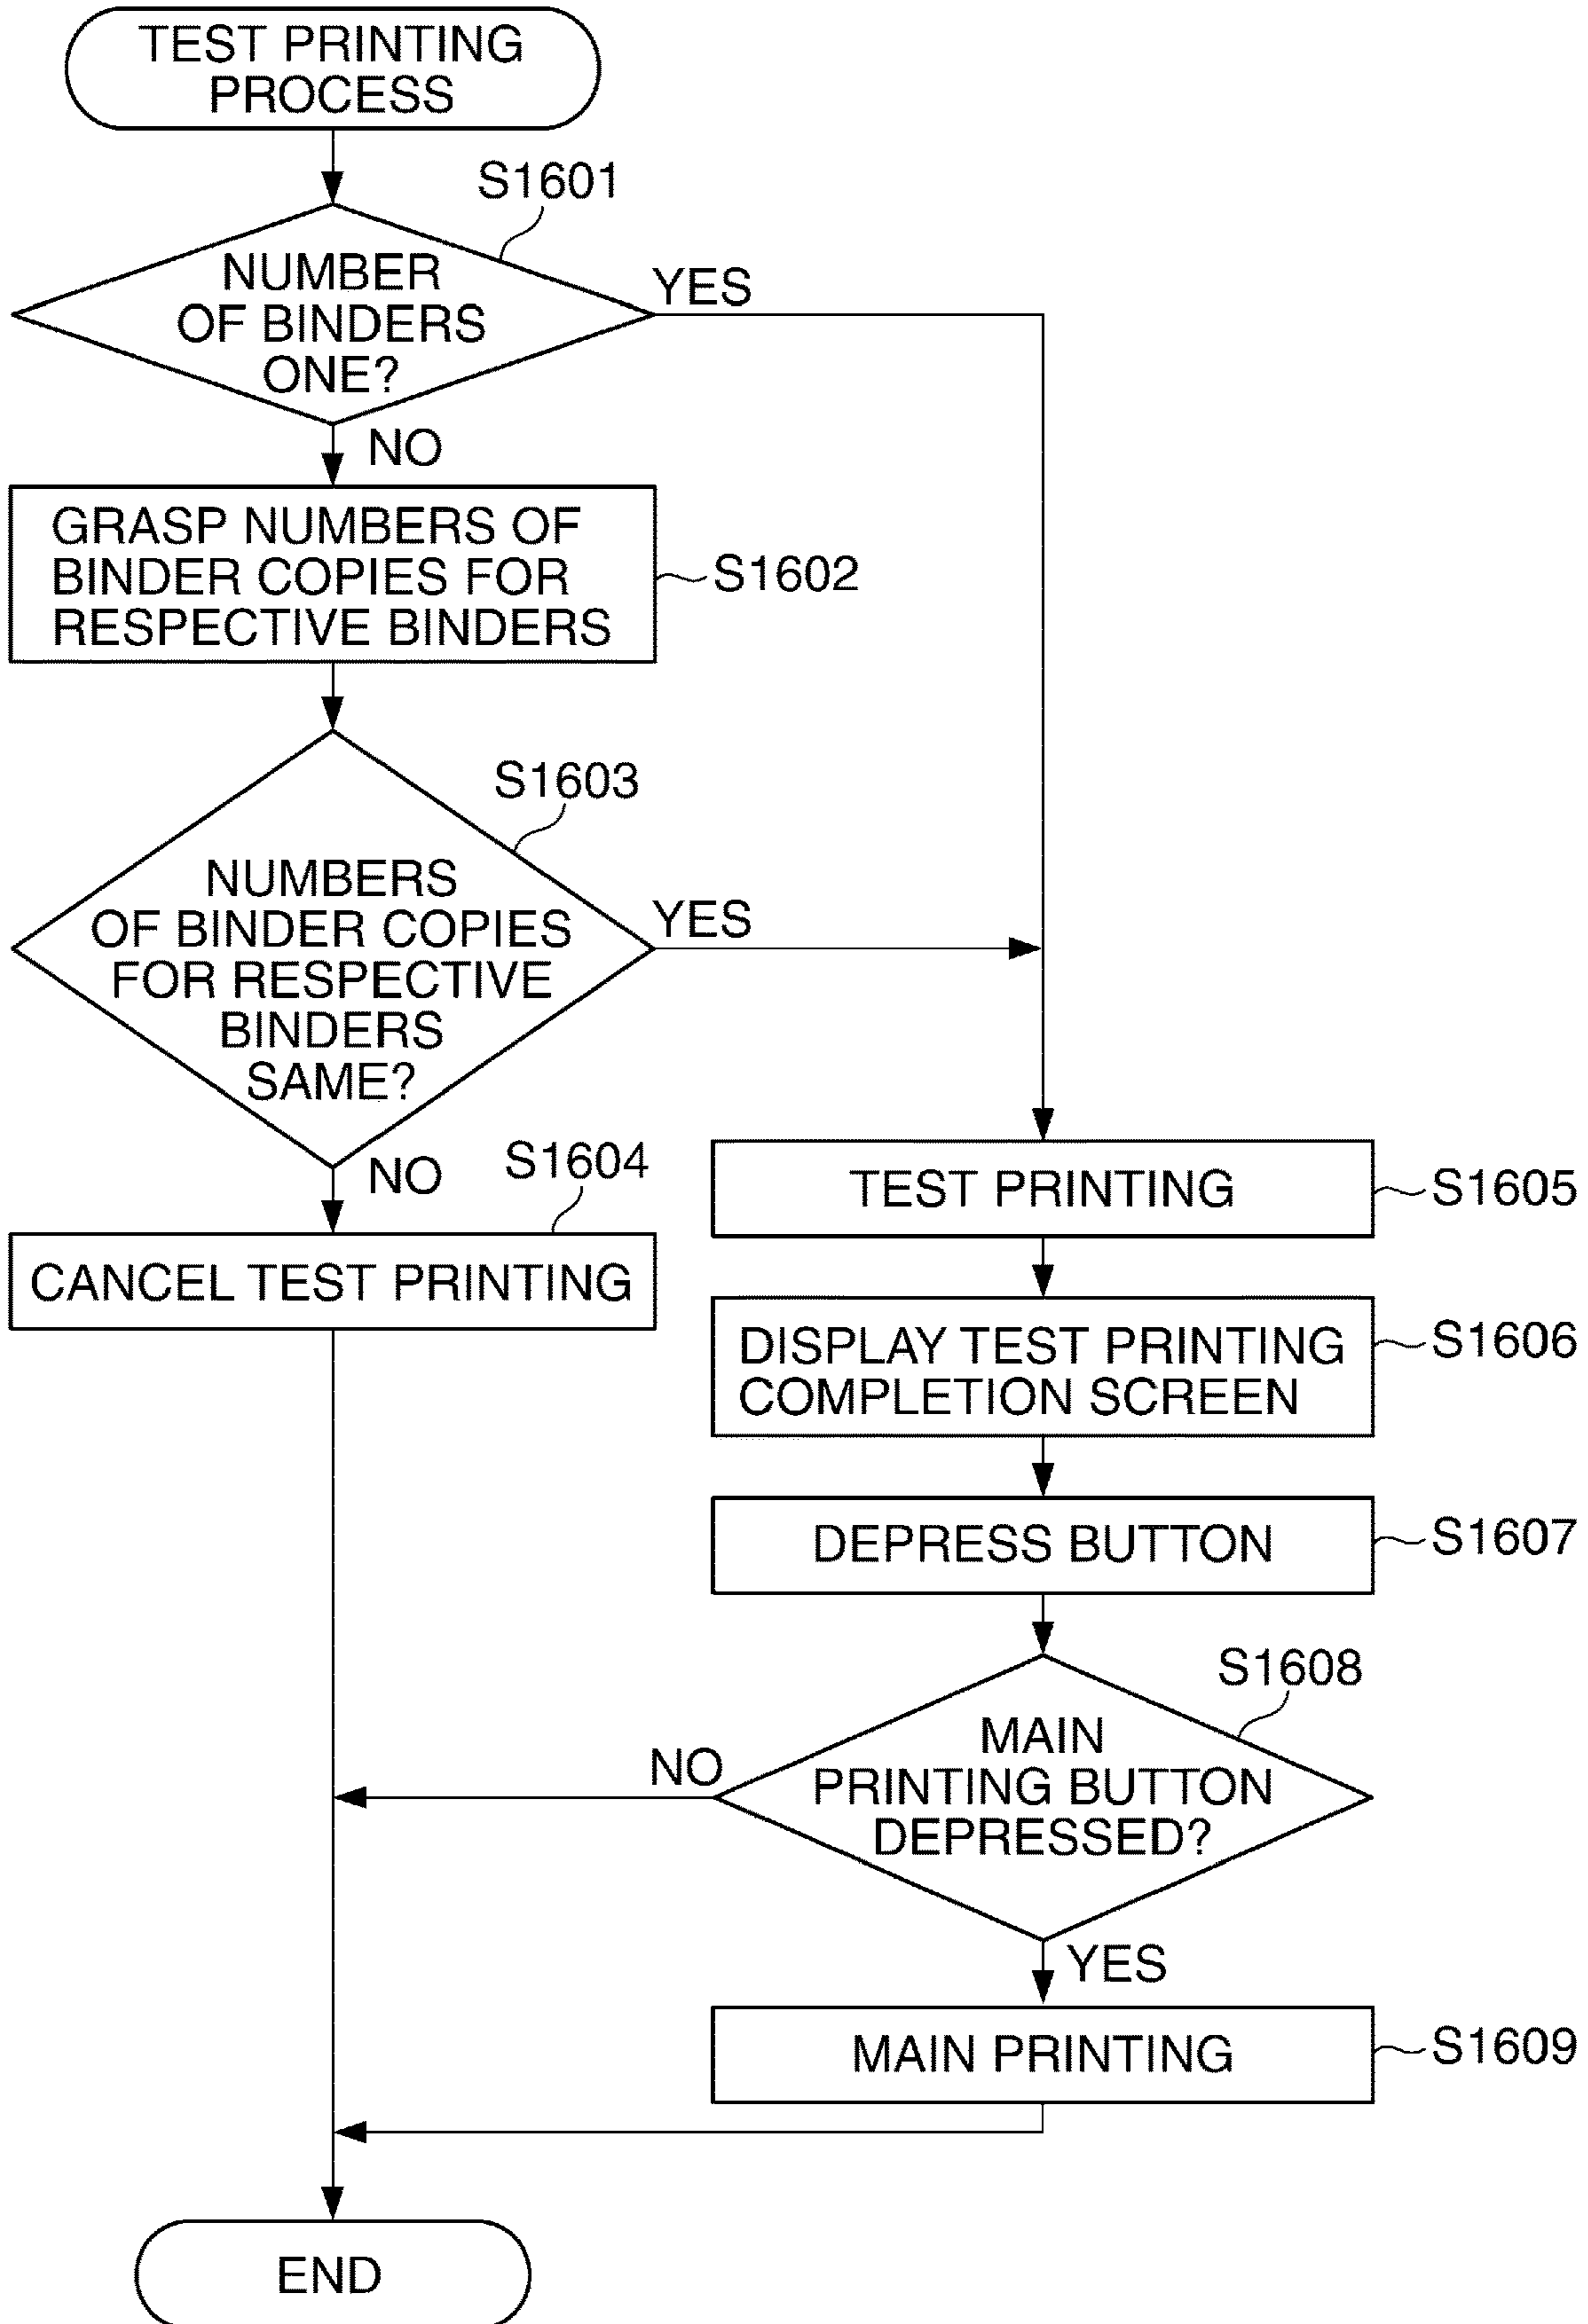 TEST PRINTING
PROCESS
S1601
NUMBER
OF BINDERS
ONE?
YES
NO
GRASP NUMBERS OF
BINDER COPIES FOR
RESPECTIVE BINDERS
S1602
S1603
NUMBERS
OF BINDER COPIES
FOR RESPECTIVE
BINDERS
SAME?
YES
NO
S1604
CANCEL TEST PRINTING
TEST PRINTING
S1605
DISPLAY TEST PRINTING
COMPLETION SCREEN
S1606
DEPRESS BUTTON
S1607
S1608
MAIN
PRINTING BUTTON
DEPRESSED?
NO
YES
MAIN PRINTING
S1609
END